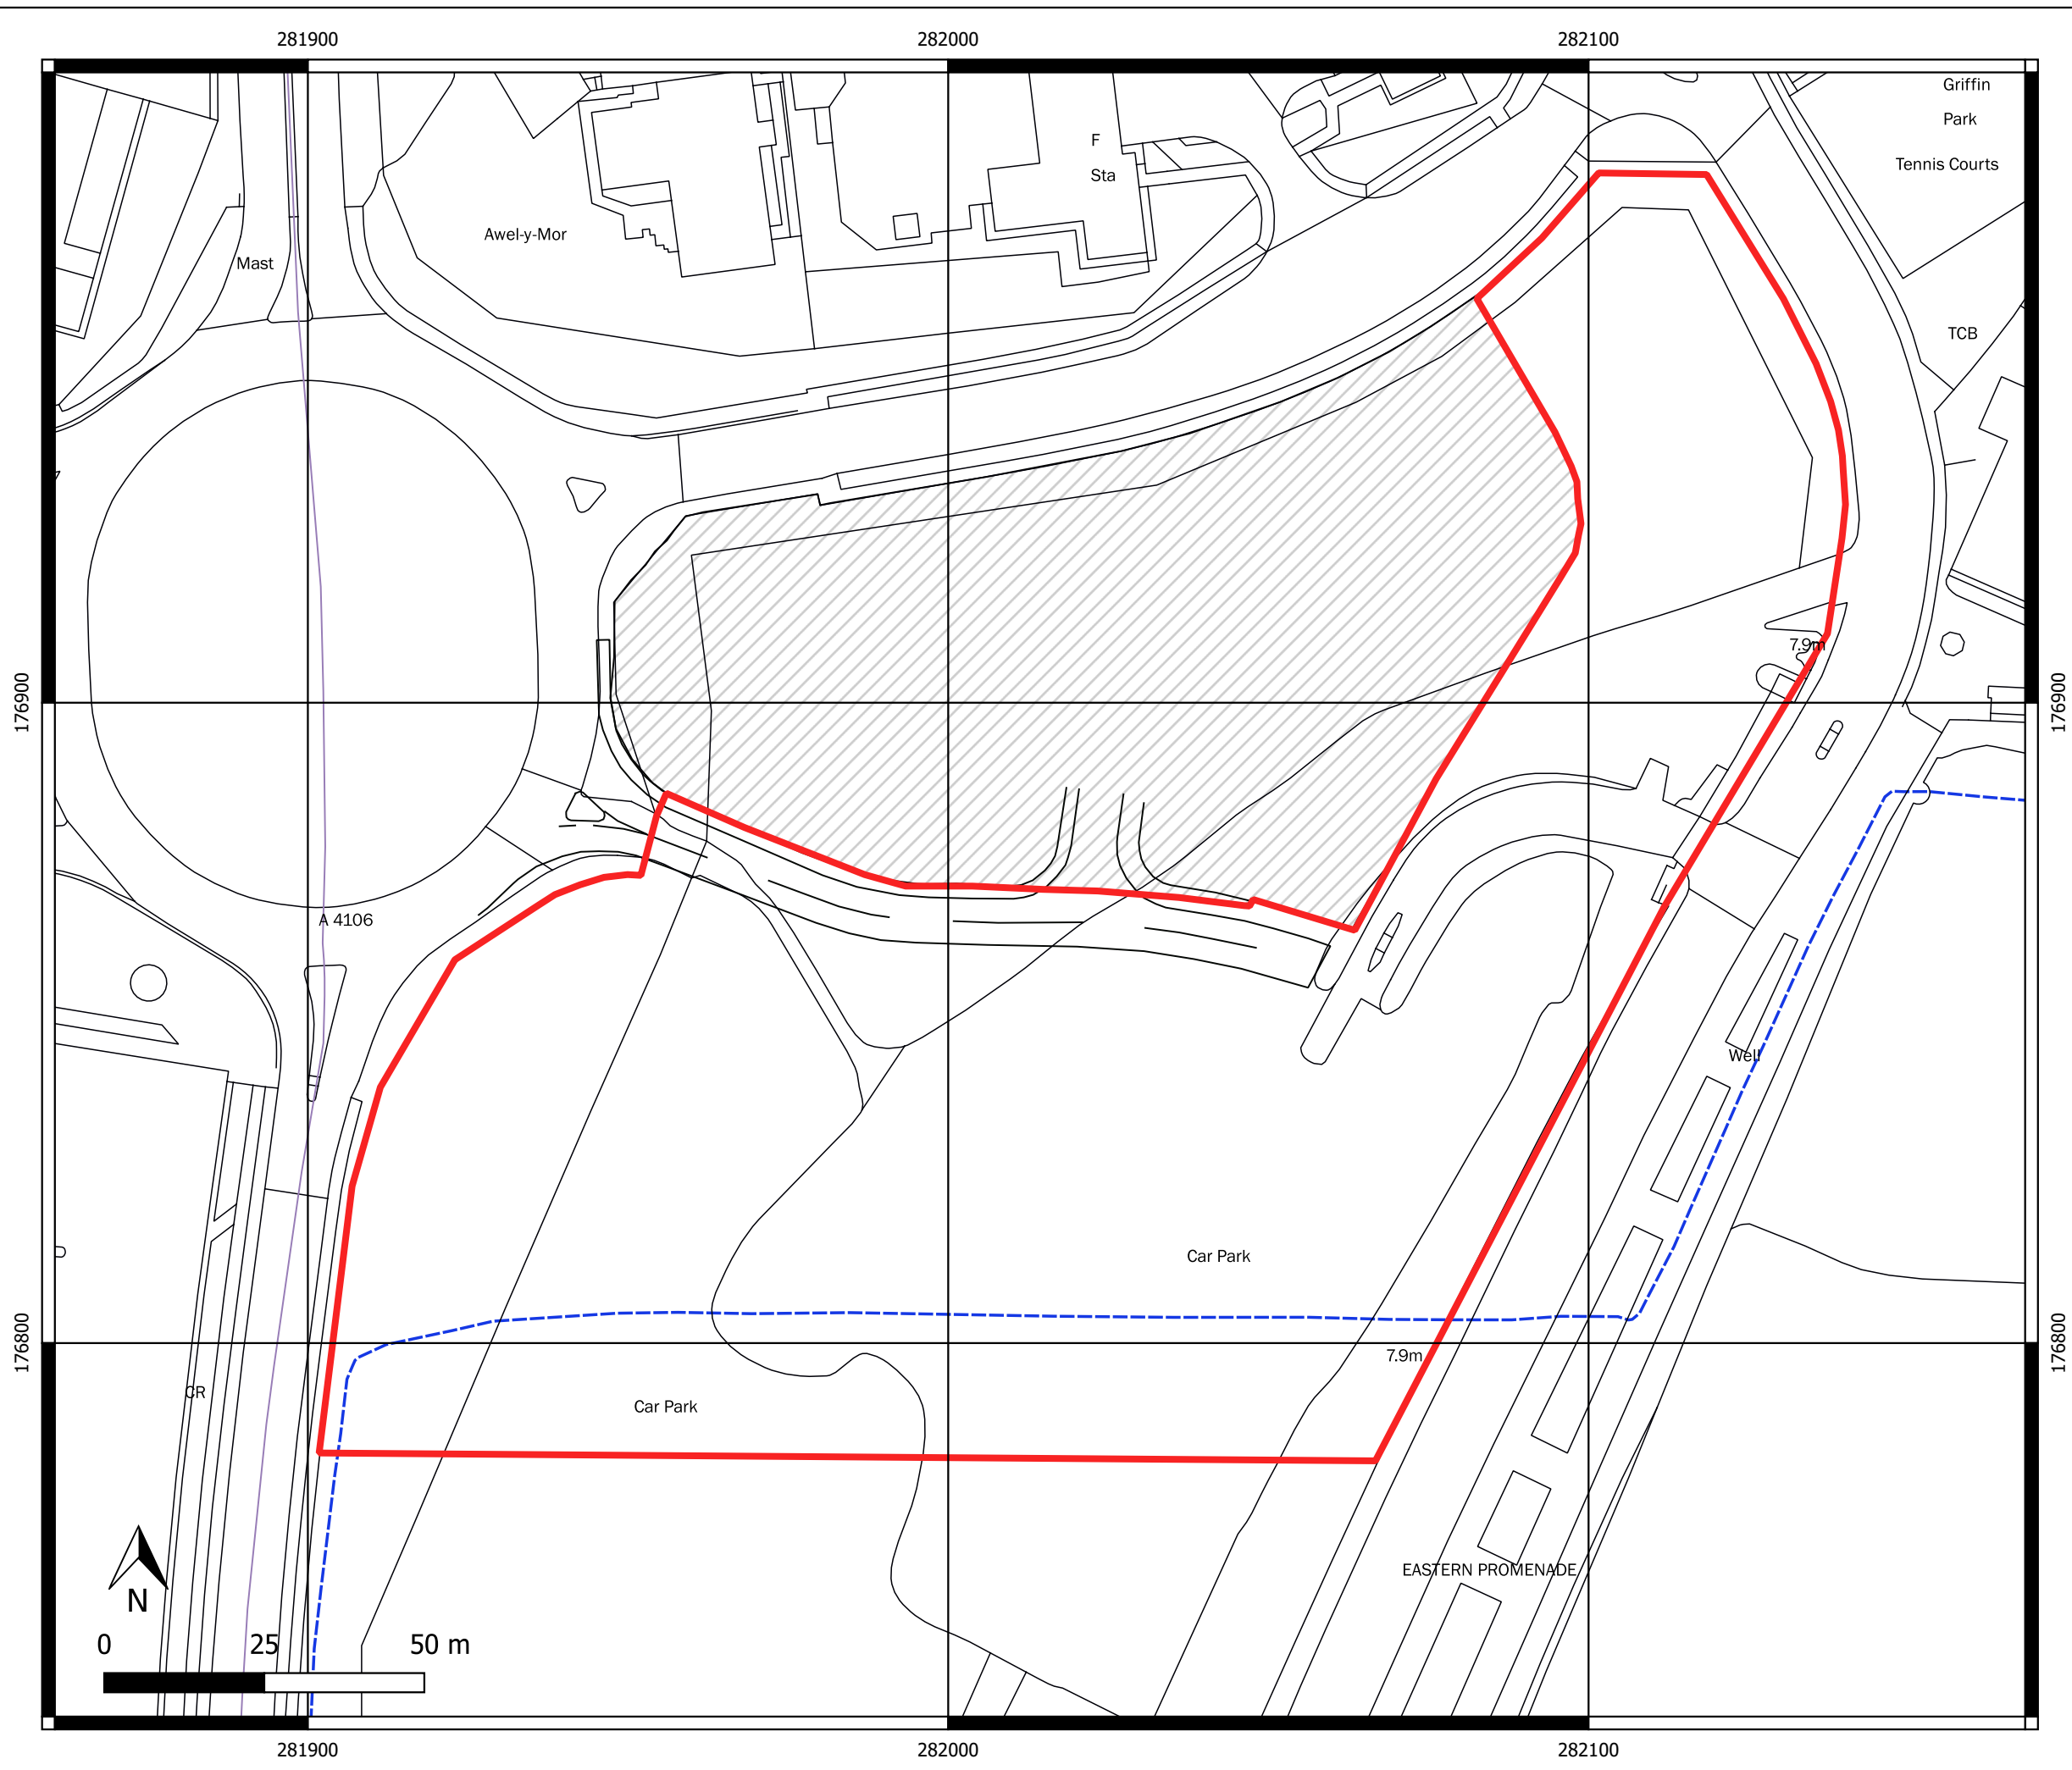 281900
282000
282100
Griffin
Park
Tennis Courts
F
Sta
Awel-y-Mor
Mast
TCB
7.9m
176900
176900
A 4106
Well
Car Park
176800
176800
7.9m
CR
Car Park
EASTERN PROMENADE
N
0
25
50 m
281900
282000
282100